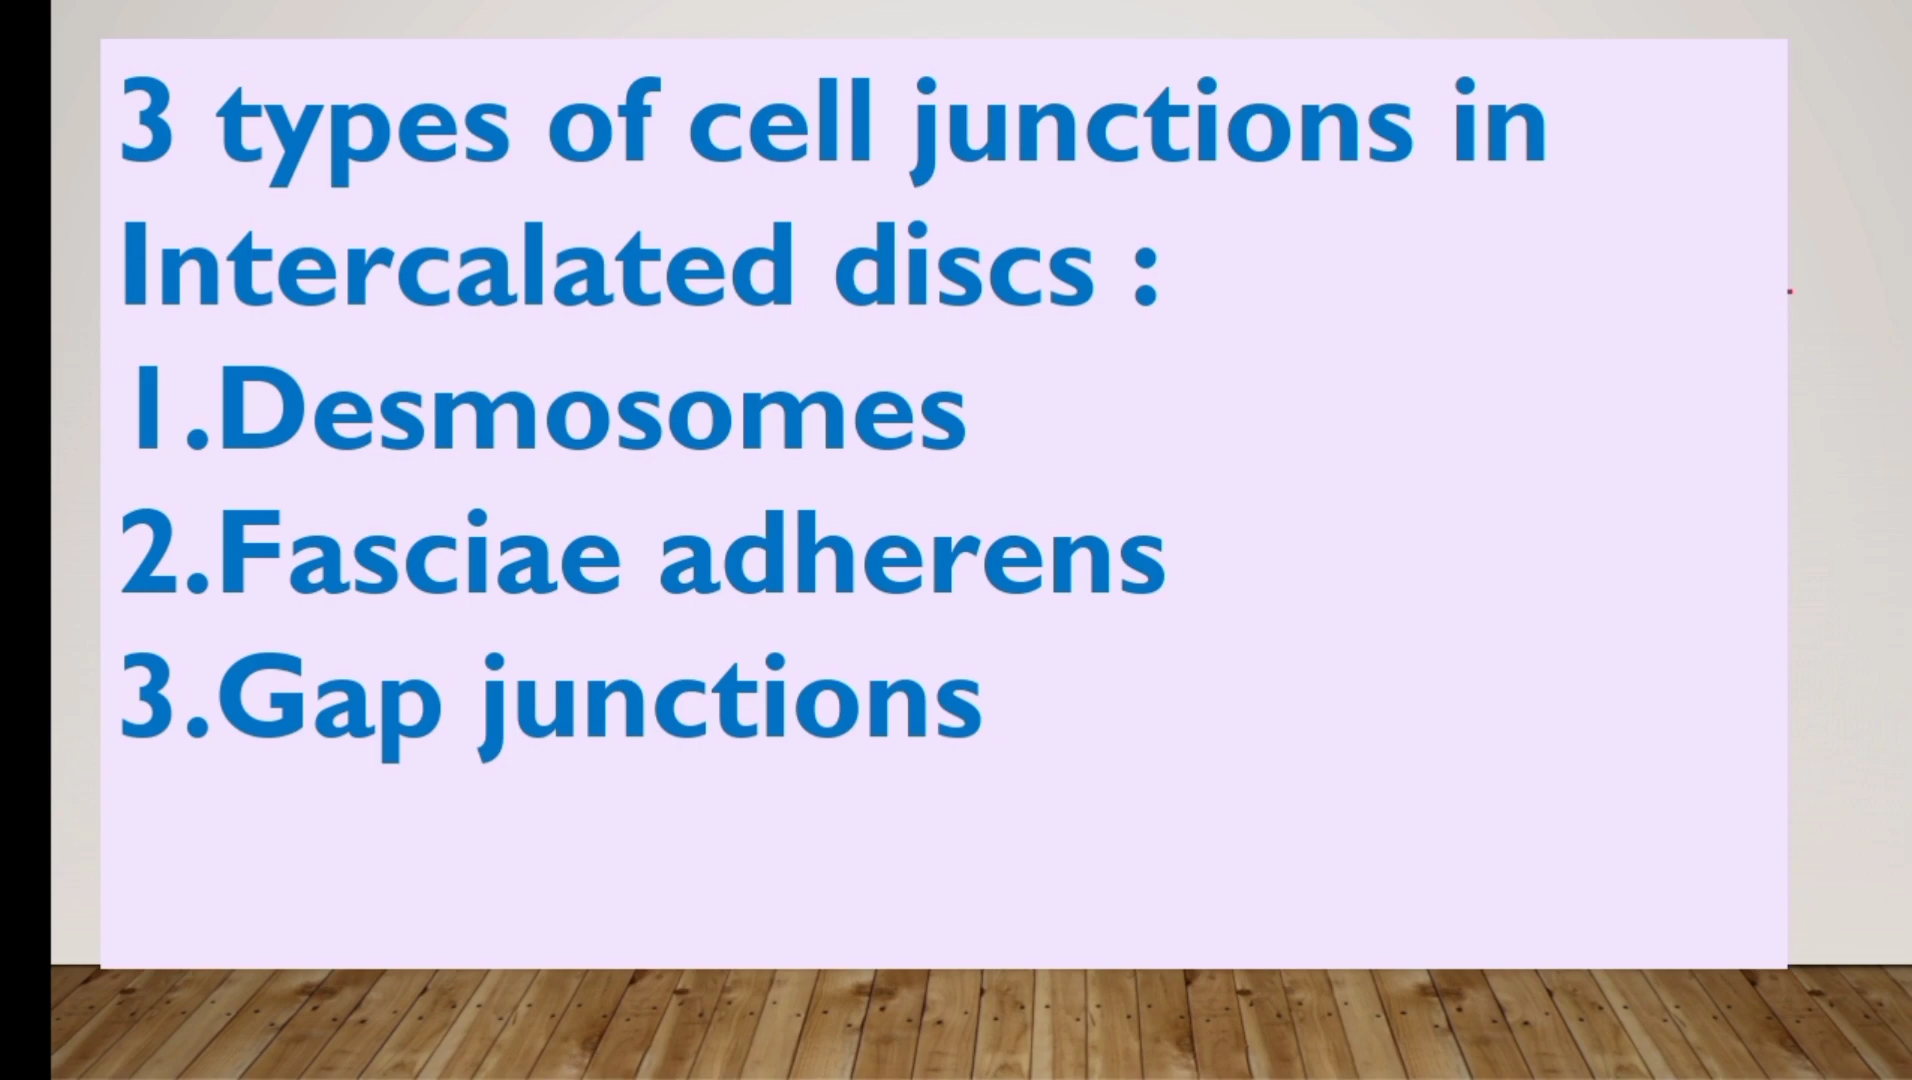 3 types of cell junctions in
Intercalated discs :
1.Desmosomes
2.Fasciae adherens
3.Gap junctions